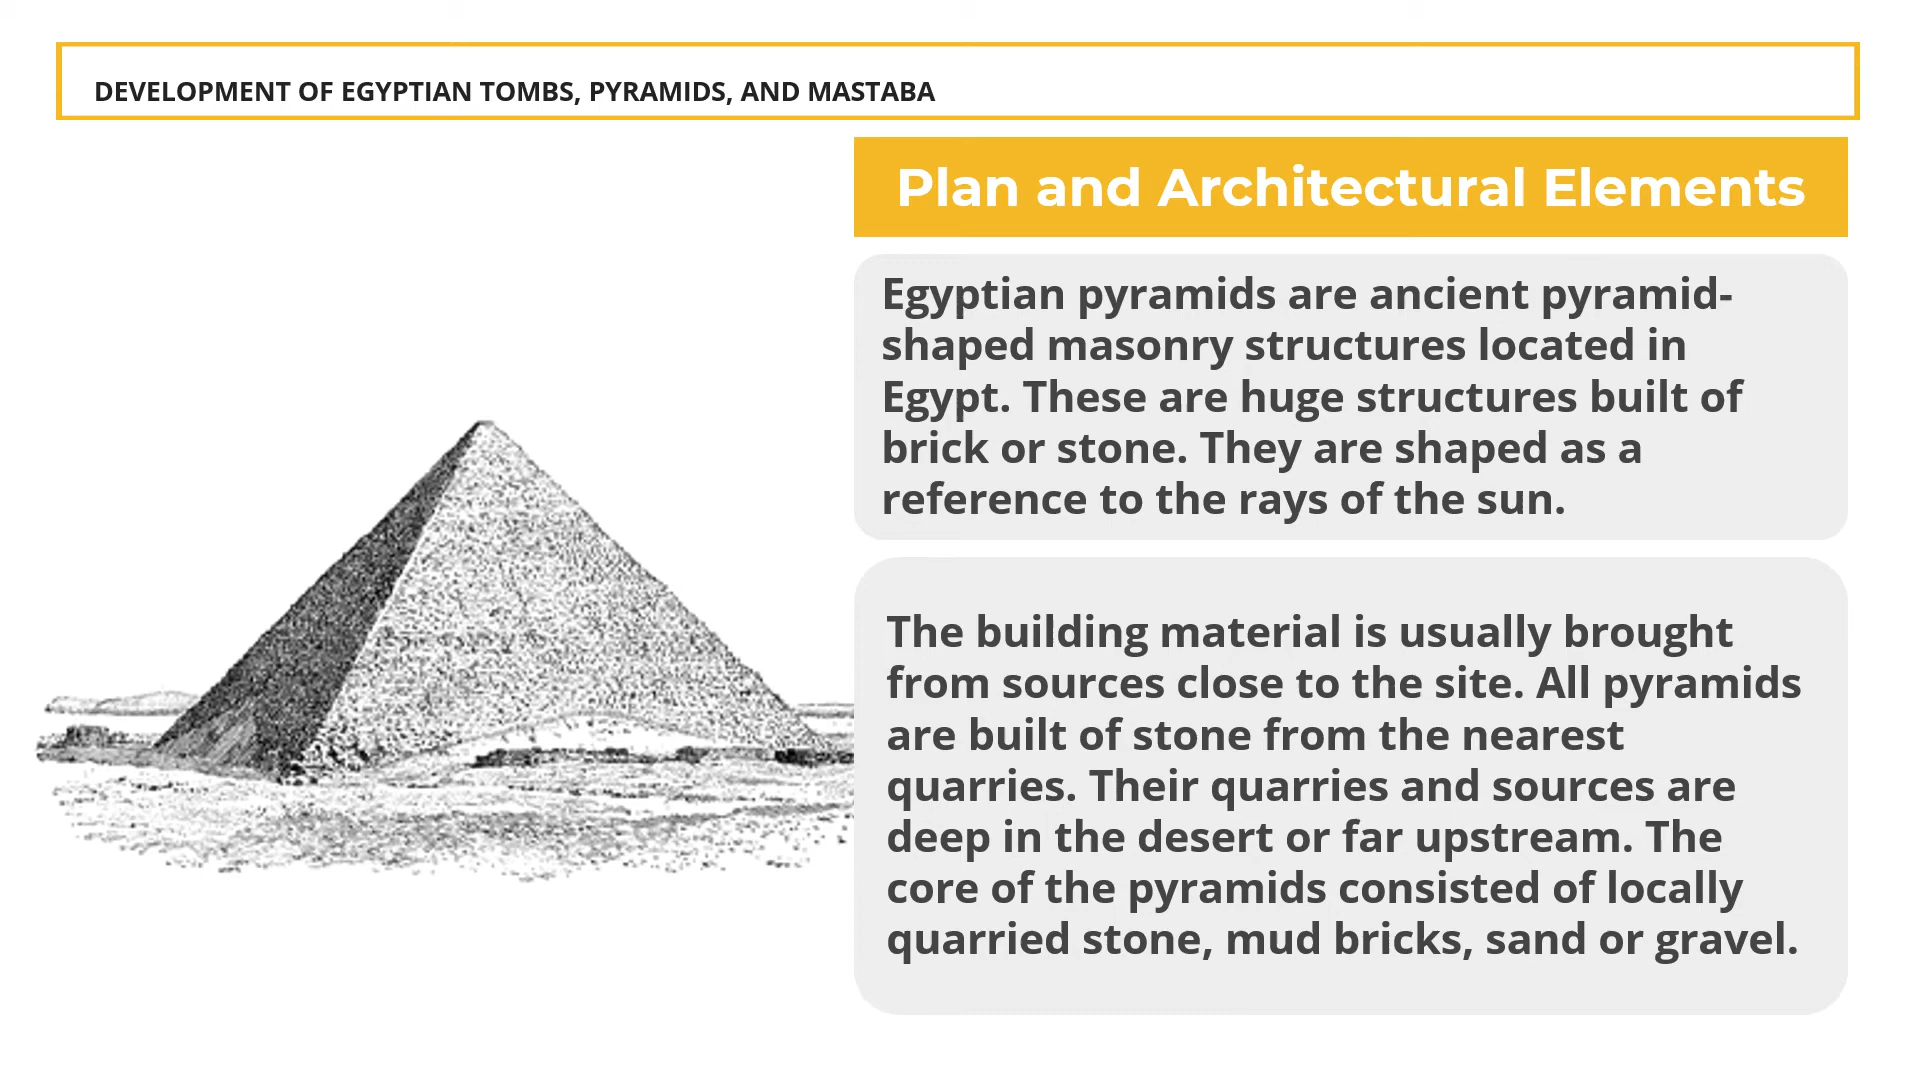 DEVELOPMENT OF EGYPTIAN TOMBS, PYRAMIDS, AND MASTABA
Plan and Architectural Elements
Egyptian pyramids are ancient pyramid-
shaped masonry structures located in
Egypt. These are huge structures built of
brick or stone. They are shaped as a
reference to the rays of the sun.
The building material is usually brought
from sources close to the site. All pyramids
are built of stone from the nearest
quarries. Their quarries and sources are
deep in the desert or far upstream. The
core of the pyramids consisted of locally
quarried stone, mud bricks, sand or gravel.